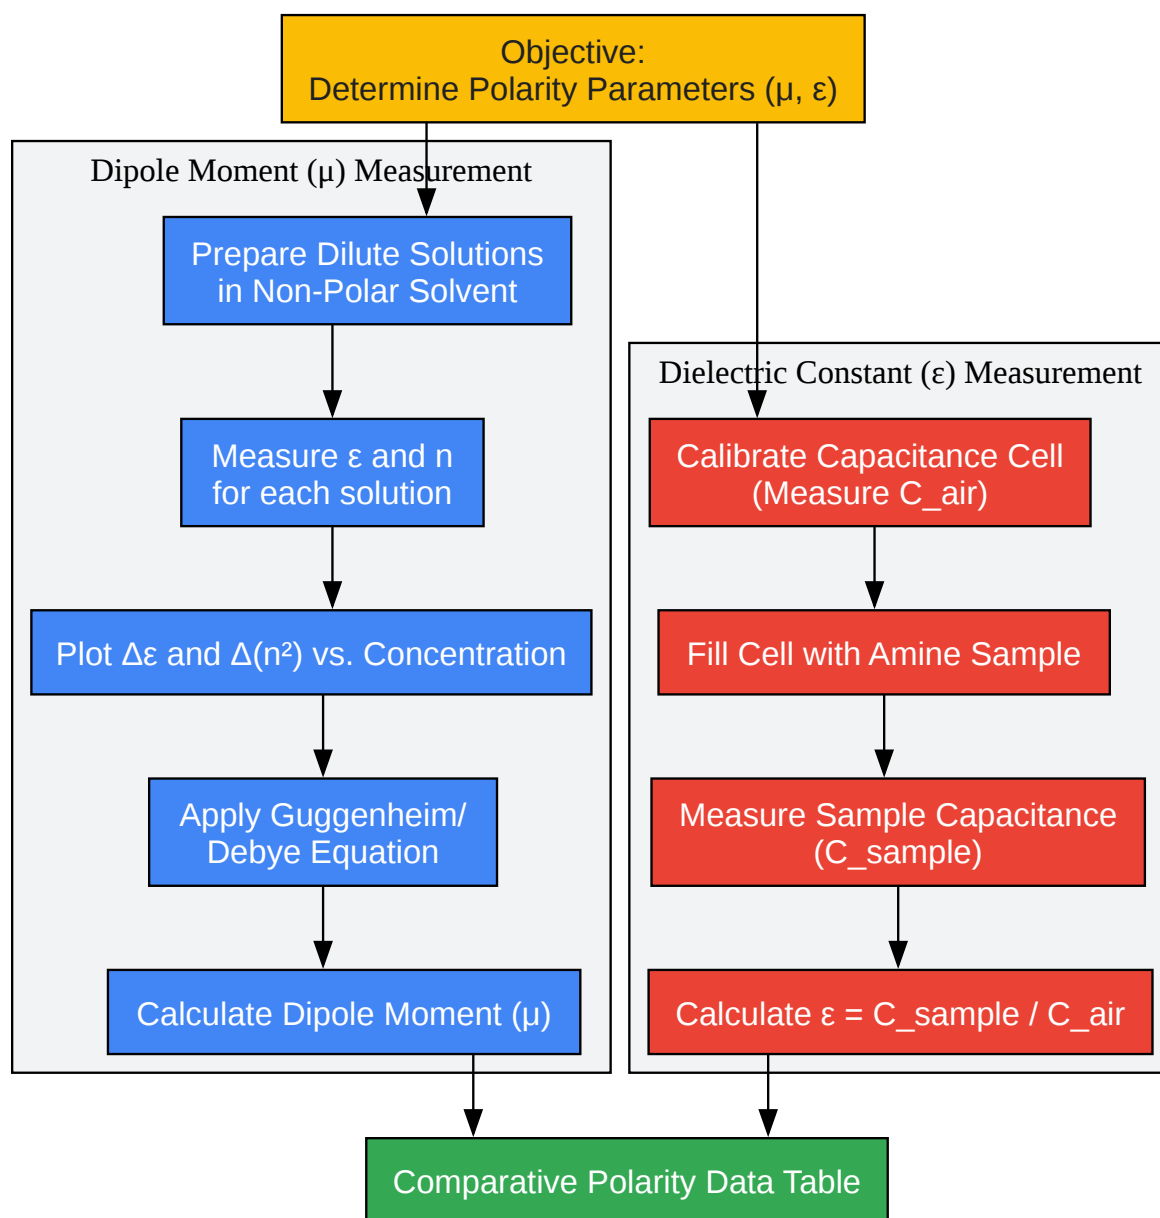 Objective:
Determine Polarity Parameters (μ, ε)
Dipole Moment (μ) Measurement
Prepare Dilute Solutions
in Non-Polar Solvent
Measure ε and n
for each solution
Plot Δε and Δ(n²) vs. Concentration
Apply Guggenheim/
Debye Equation
Calculate Dipole Moment (μ)
Dielectric Constant (ε) Measurement
Calibrate Capacitance Cell
(Measure C_air)
Fill Cell with Amine Sample
Measure Sample Capacitance
(C_sample)
Calculate ε = C_sample / C_air
Comparative Polarity Data Table